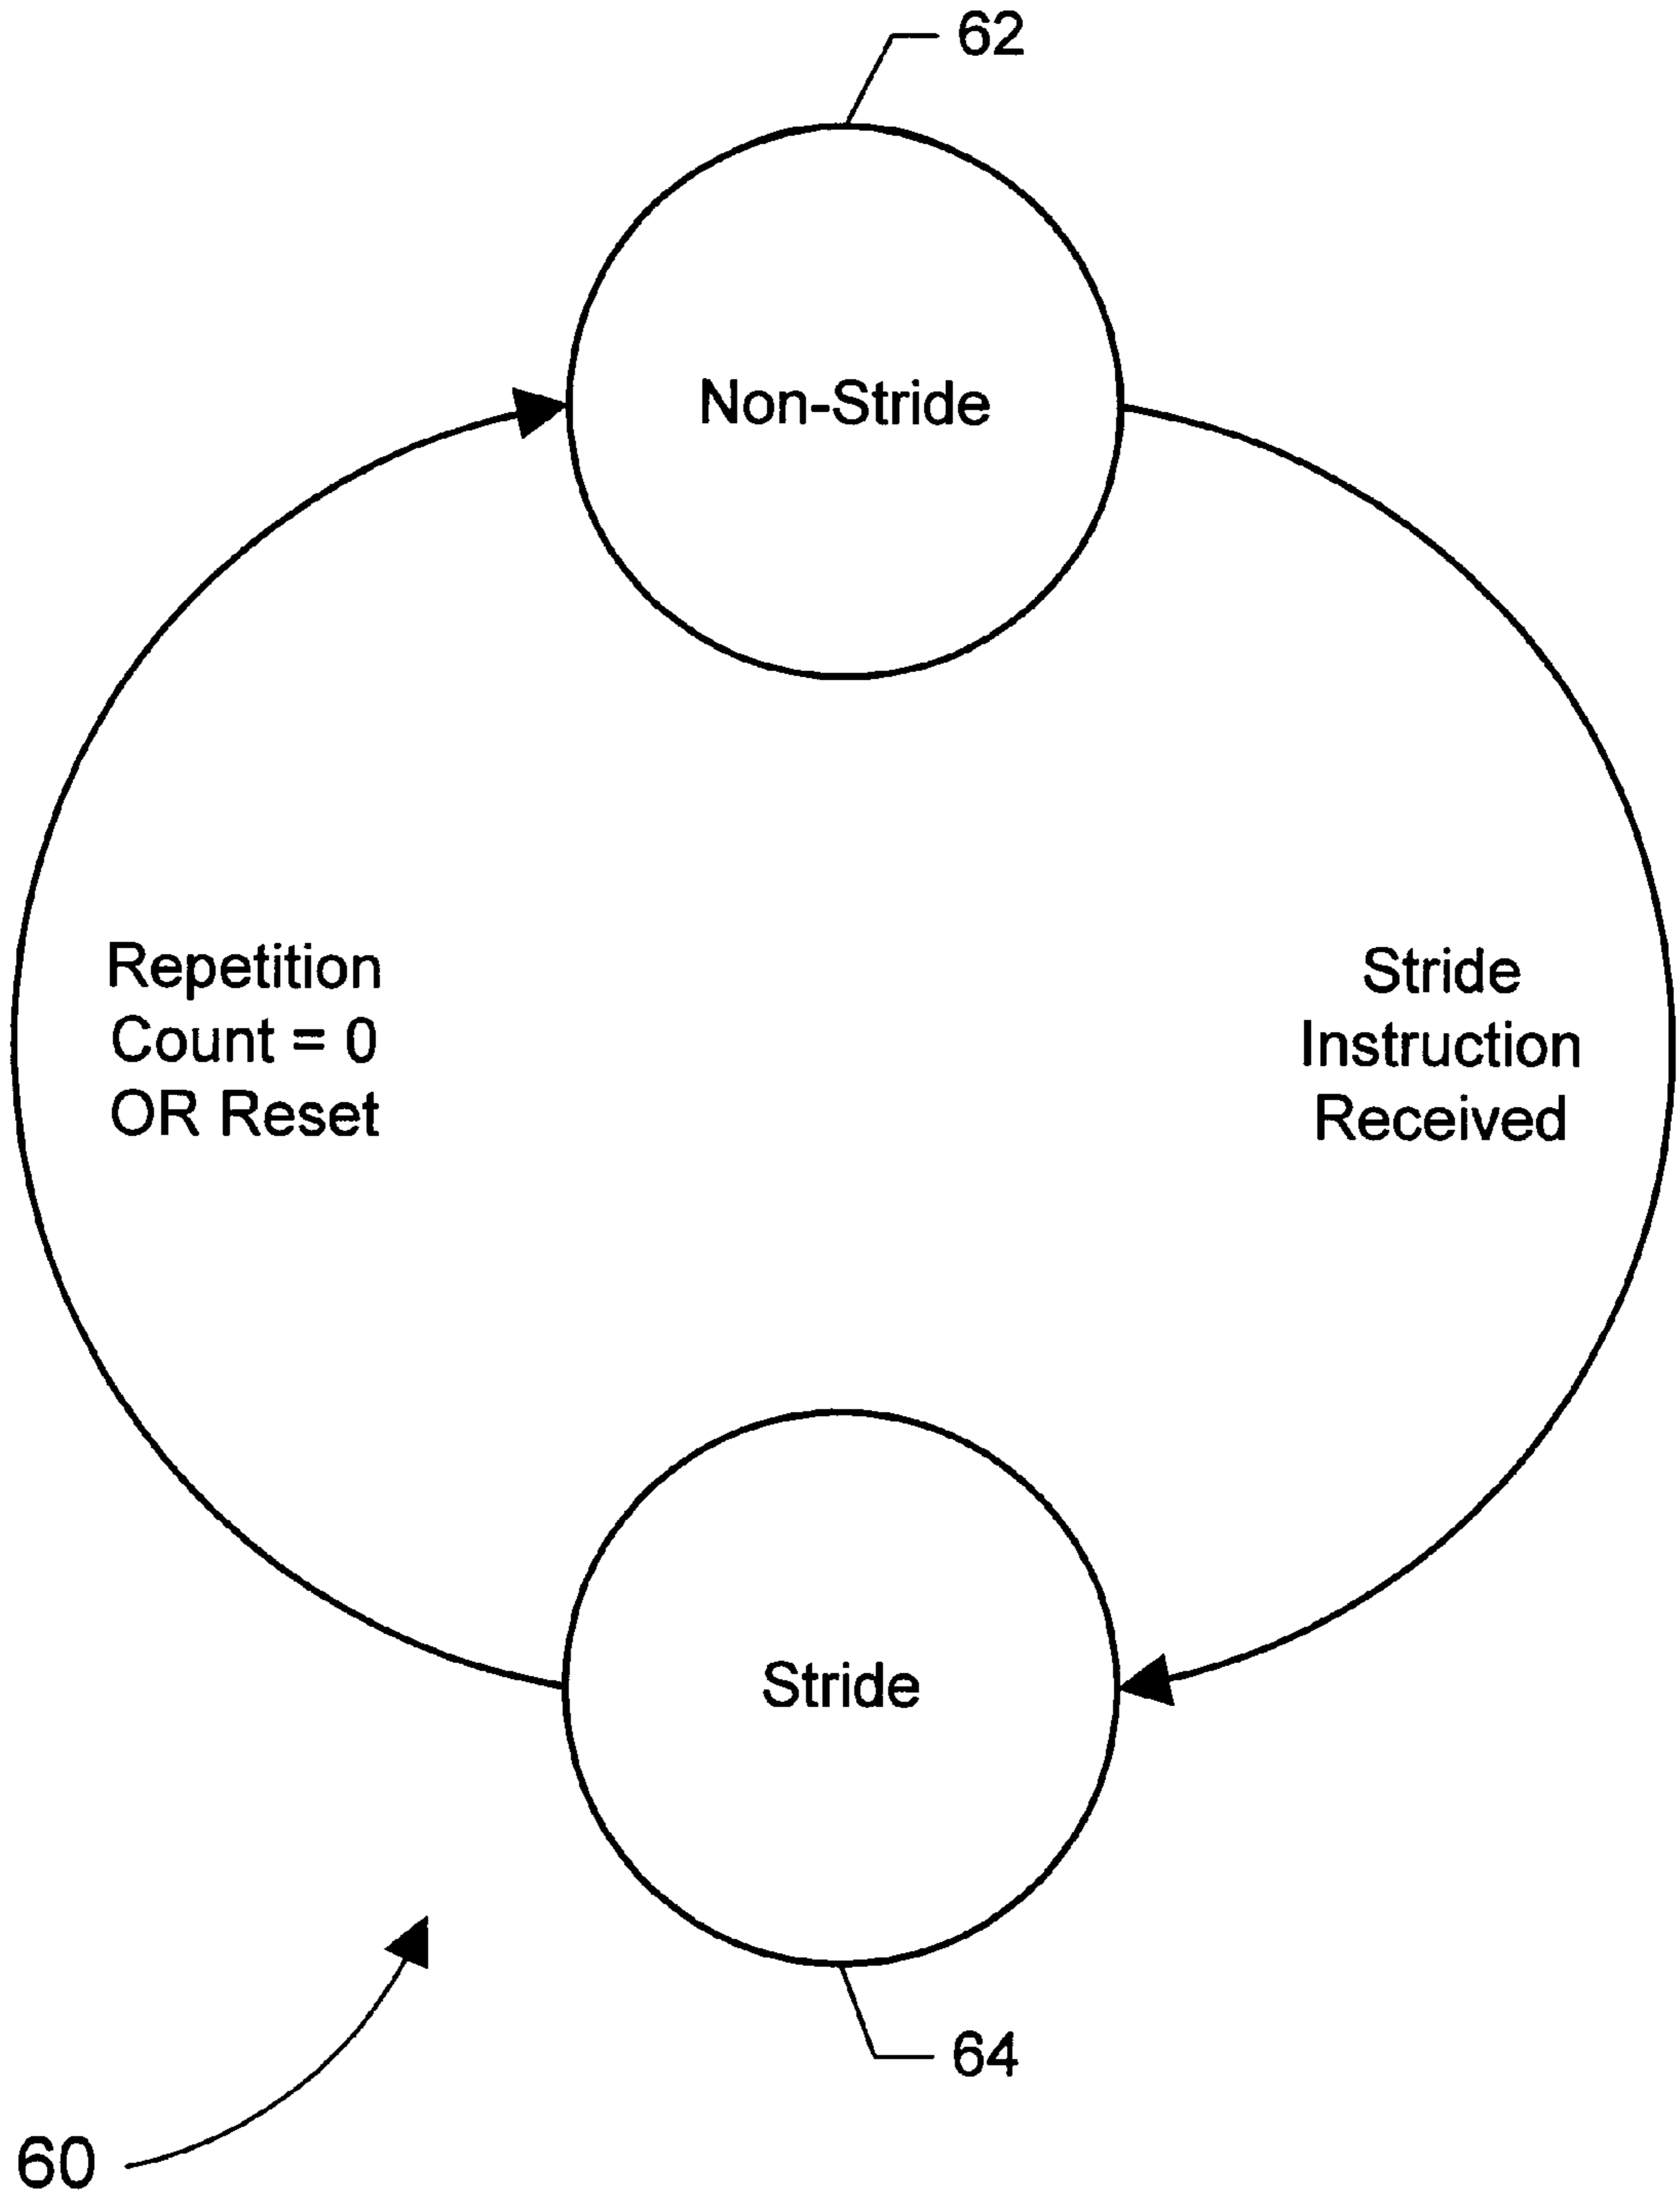 62
Non-Stride
Repetition
Count = 0
OR Reset
Stride
Instruction
Received
Stride
64
60